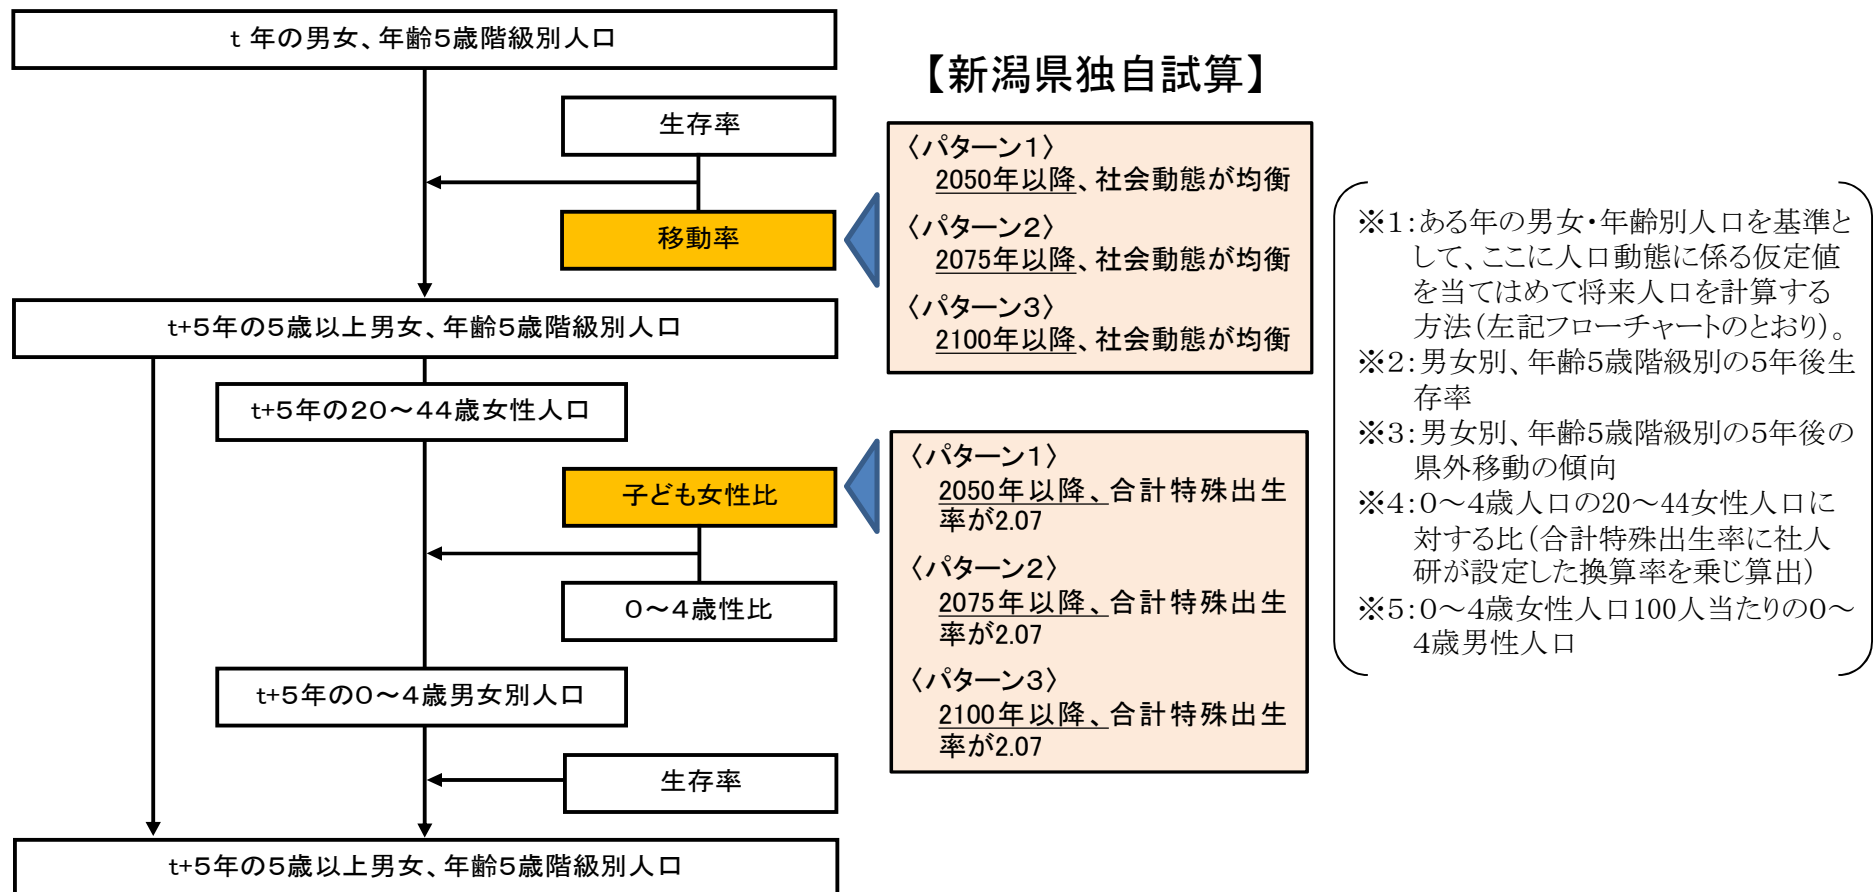 t 年の男女、年齢5歳階級別人口
生存率
移動率
t+5年の5歳以上男女、年齢5歳階級別人口
t+5年の20～44歳女性人口
子ども女性比
0～4歳性比
t+5年の0～4歳男女別人口
生存率
t+5年の5歳以上男女、年齢5歳階級別人口
【新潟県独自試算】
〈パターン1〉
2050年以降、社会動態が均衡
〈パターン2〉
2075年以降、社会動態が均衡
〈パターン3〉
2100年以降、社会動態が均衡
〈パターン1〉
2050年以降、合計特殊出生
率が2.07
〈パターン2〉
2075年以降、合計特殊出生
率が2.07
〈パターン3〉
2100年以降、合計特殊出生
率が2.07
※1:ある年の男女・年齢別人口を基準と
して、ここに人口動態に係る仮定値
を当てはめて将来人口を計算する
方法(左記フローチャートのとおり)。
※2:男女別、年齢5歳階級別の5年後生
存率
※3:男女別、年齢5歳階級別の5年後の
県外移動の傾向
※4:0～4歳人口の20～44女性人口に
対する比(合計特殊出生率に社人
研が設定した換算率を乗じ算出)
※5:0～4歳女性人口100人当たりの0～
4歳男性人口